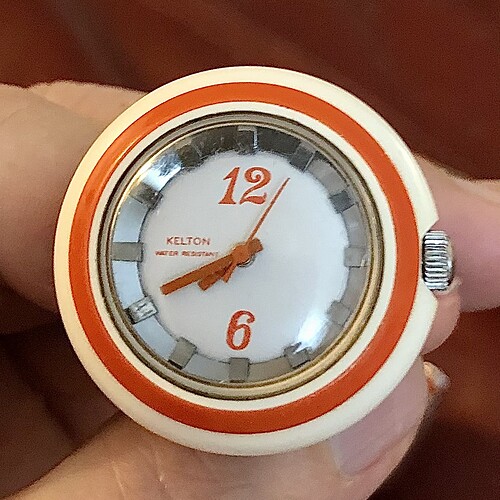 12
KELTON
WATER RESISTANT
6